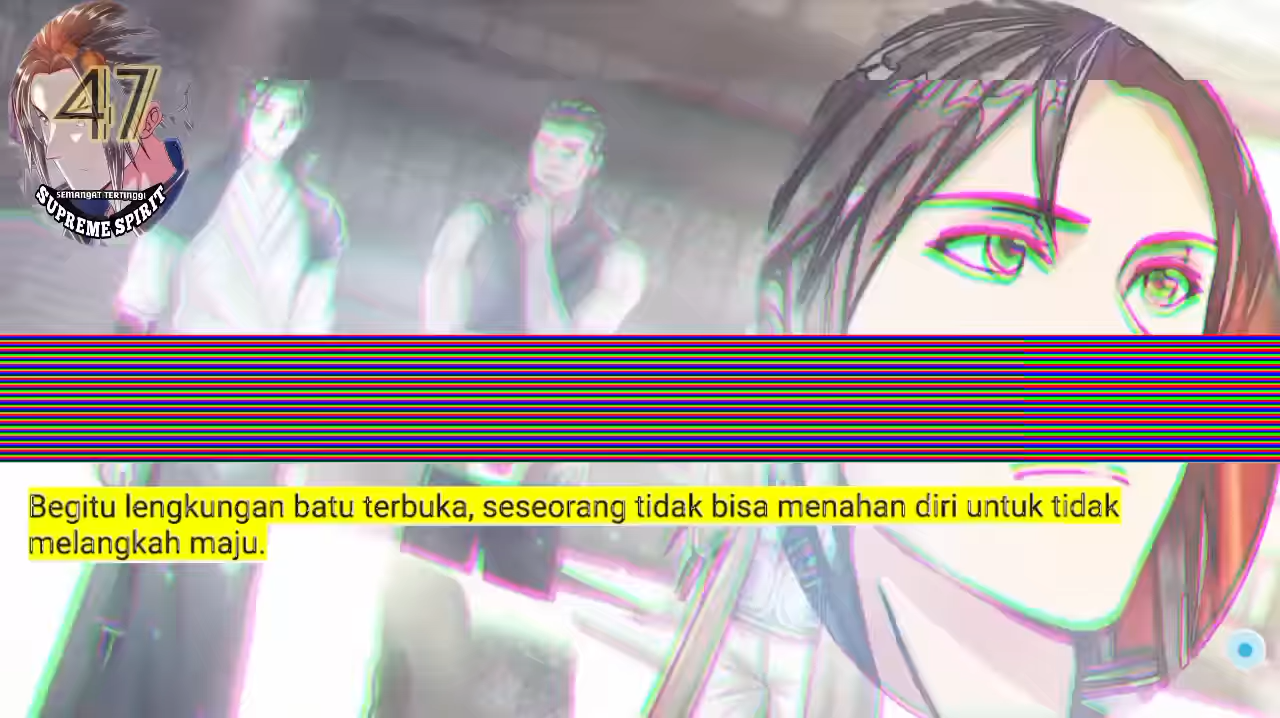 47
SEMANGAT TERTINGGI
SUPREME SPIRIT
Begitu lengkungan batu terbuka, seseorang tidak bisa menahan diri untuk tidak
melangkah maju.